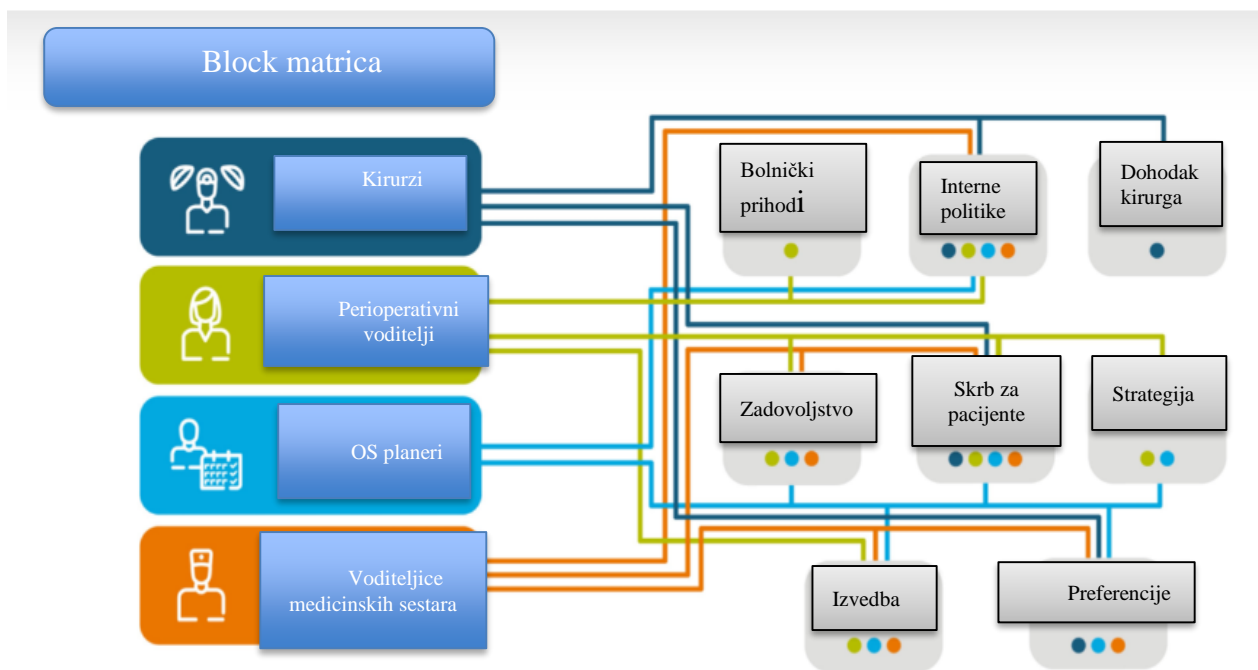 Block matrica
Kirurzi
Perioperativni
voditelji
OS planeri
Voditeljice
medicinskih sestara
Bolnički
prihodi
Interne
politike
Dohodak
kirurga
Zadovoljstvo
Skrb za
pacijente
Strategija
Izvedba
Preferencije